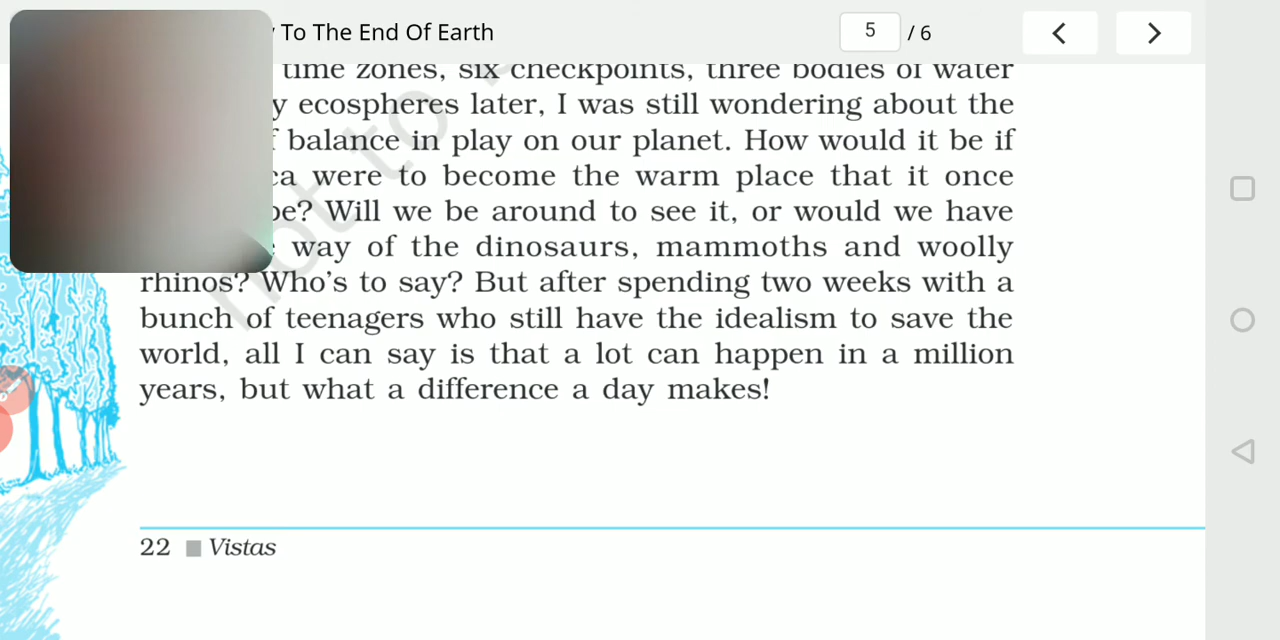 To The End Of Earth
5 / 6
time zones, six checkpoints, three bodies of water
ecospheres later, I was still wondering about the
balance in play on our planet. How would it be if
were to become the warm place that it once
be? Will we be around to see it, or would we have
way of the dinosaurs, mammoths and woolly
rhinos? Who's to say? But after spending two weeks with a
bunch of teenagers who still have the idealism to save the
world, all I can say is that a lot can happen in a million
years, but what a difference a day makes!
not to
22 ■ Vistas